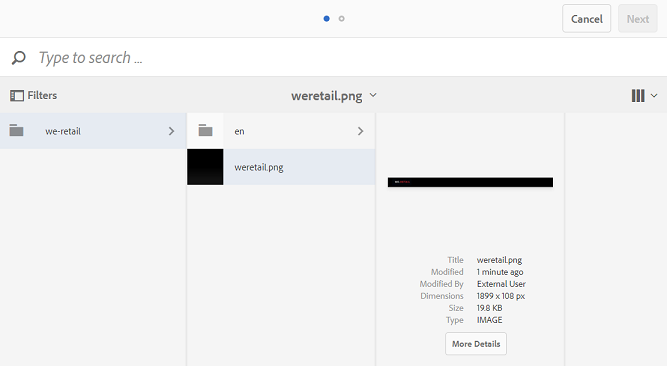 Cancel
Next
Type to search ...
Filters
weretail.png
we-retail
en
weretail.png
Title weretail.png
Modified 1 minute ago
Modified By External User
Dimensions 1899 x 108 px
Size 19.8 KB
Type IMAGE
More Details